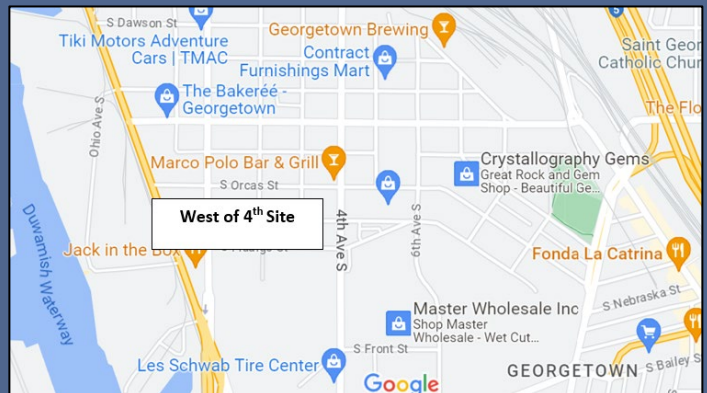 S Dawson St
Georgetown Brewing
5
Tiki Motors Adventure
Cars | TMAC
Contract
Furnishings Mart
Saint Geor
Catholic Chur
The Bakeréé -
Georgetown
The Flo
Ohio Ave S
Marco Polo Bar & Grill
Crystallography Gems
Great Rock and Gem
Shop - Beautiful Ge...
S Orcas St
West of 4th Site
4th Ave S
6th Ave S
Duwamish Waterway
Jack in the Box
Fonda La Catrina
S Nebraska St
Master Wholesale Inc
Shop Master
Wholesale - Wet Cut...
S Front St
Les Schwab Tire Center
GEORGETOWN
S Bailey S
Google